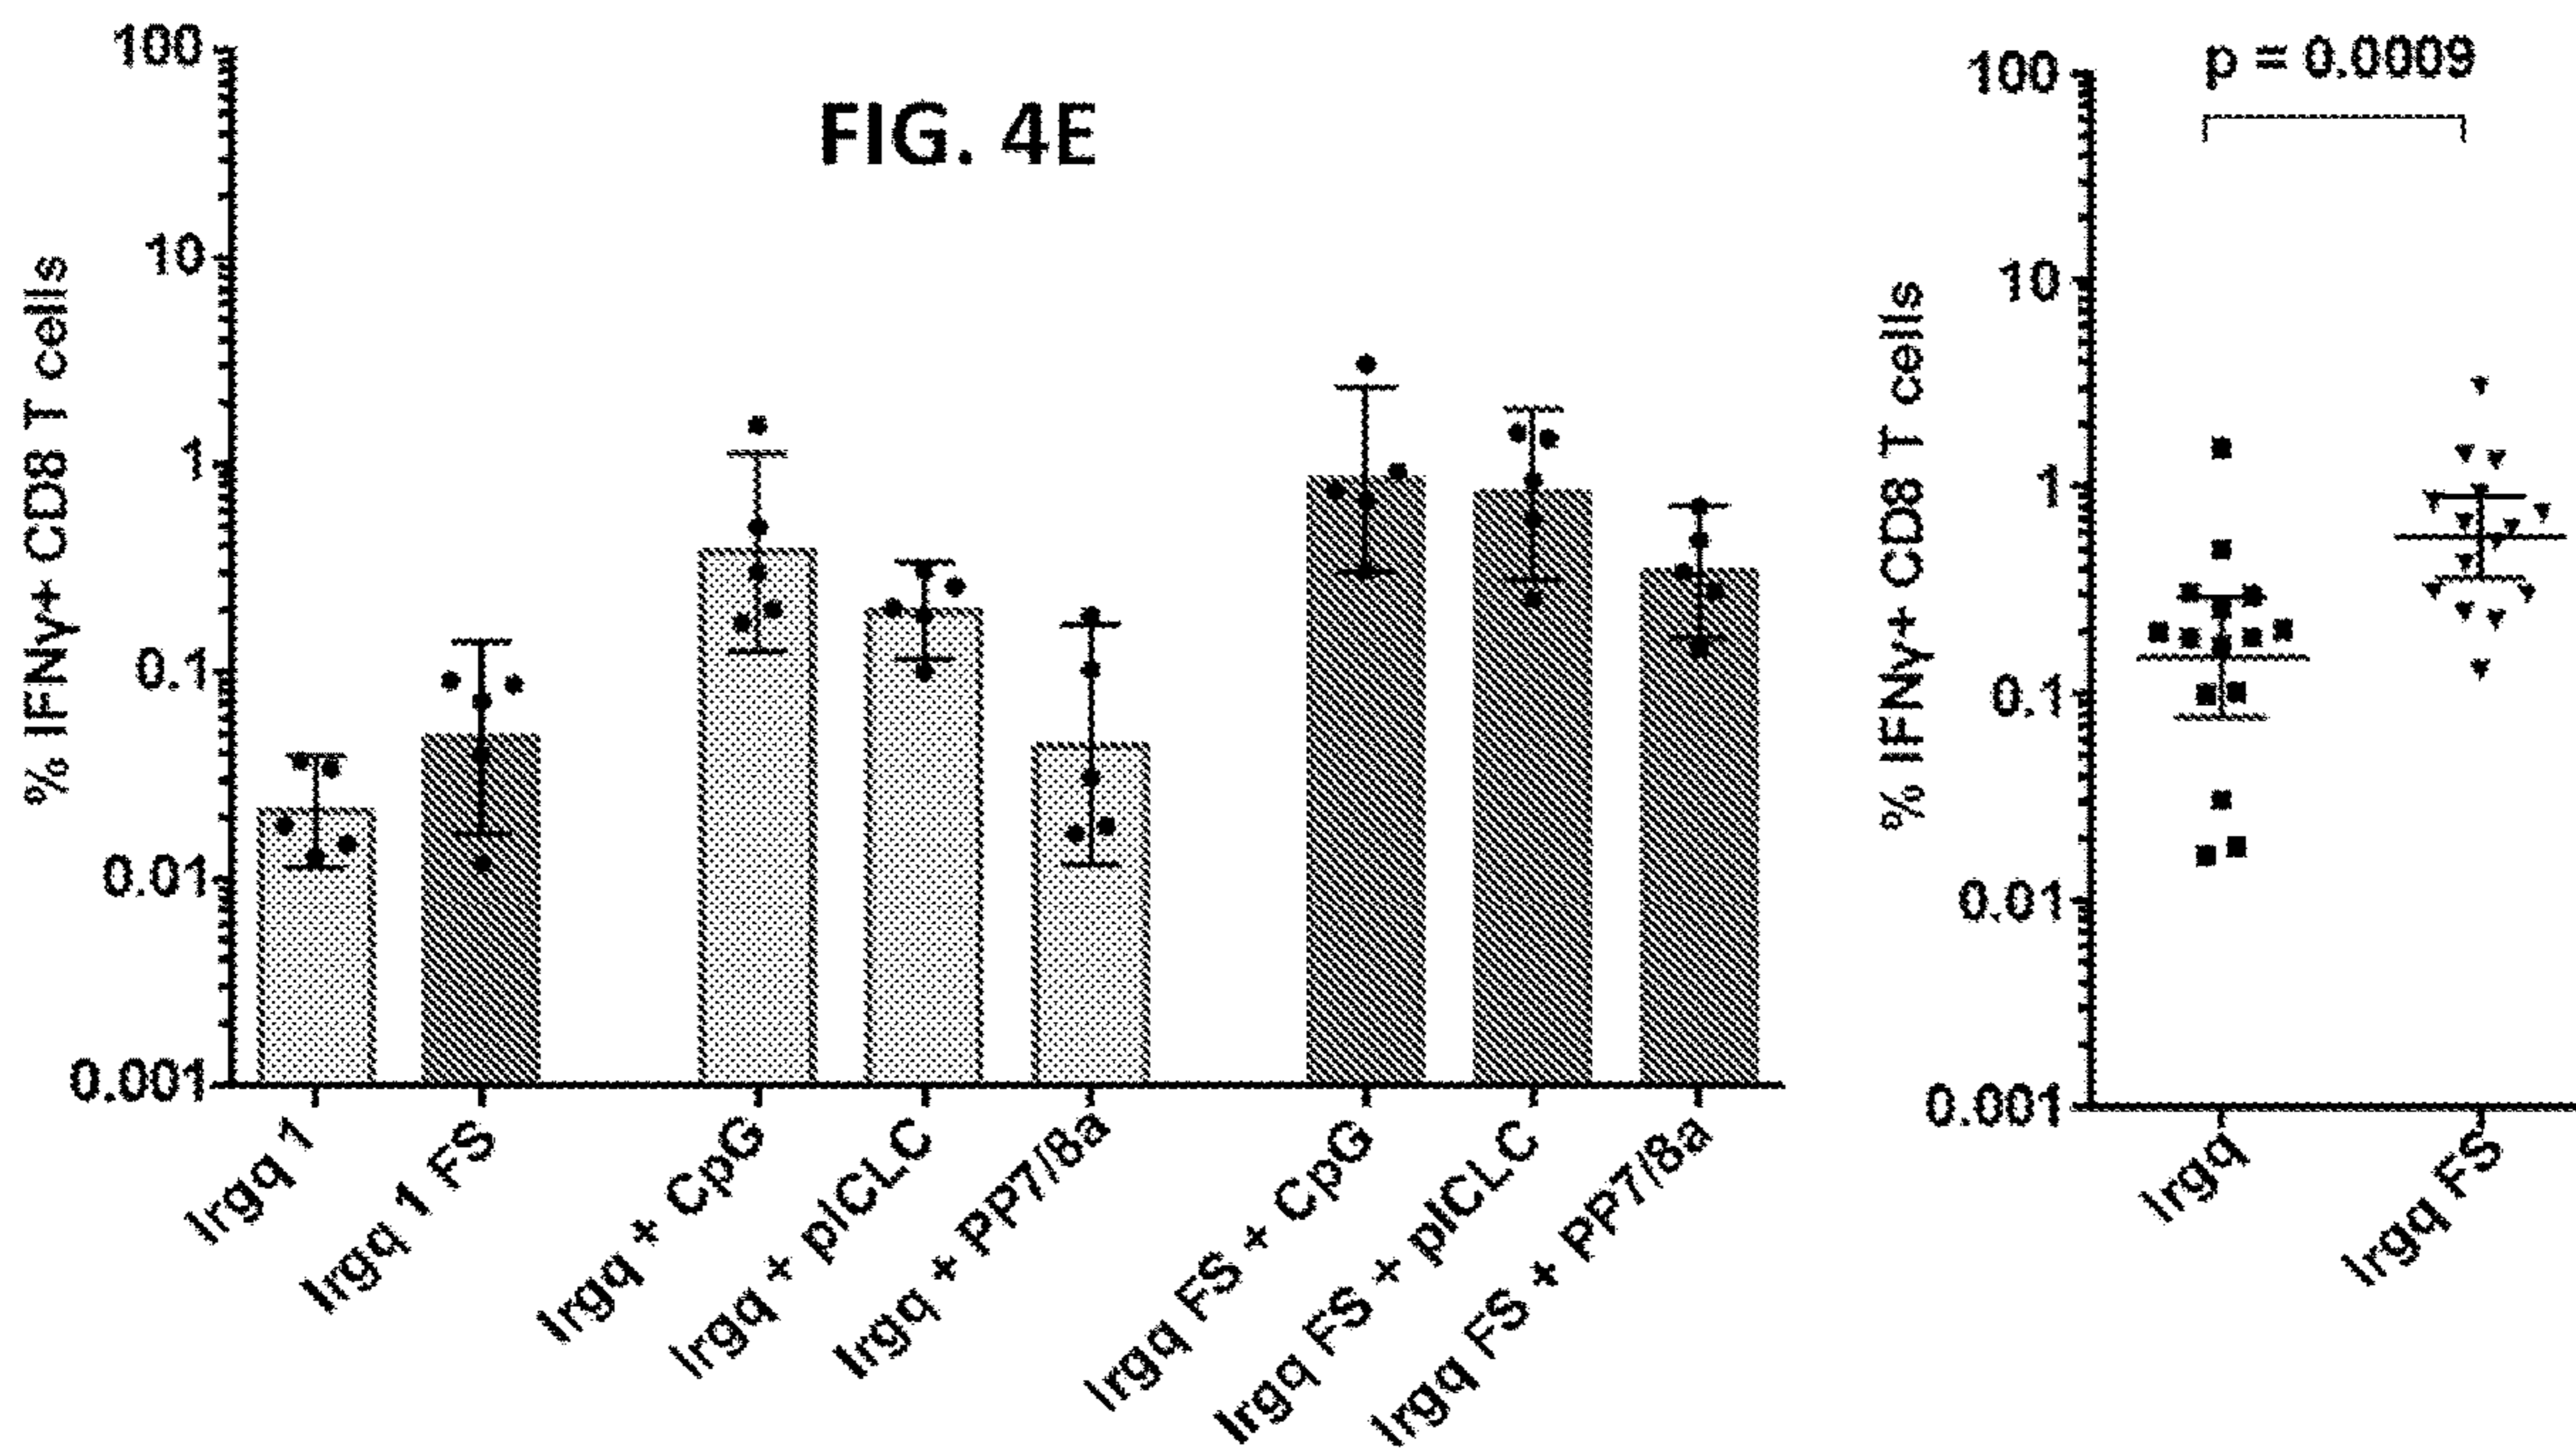 FIG. 4E
% IFNγ+ CD8 T cells
100
10
1
0.1
0.01
0.001
Irgq 1
Irgq 1 FS
Irgq + CpG
Irgq + pICLC
Irgq + PP7/8a
Irgq FS + CpG
Irgq FS + pICLC
Irgq FS + PP7/8a
p = 0.0009
% IFNγ+ CD8 T cells
100
10
1
0.1
0.01
0.001
Irgq
Irgq FS